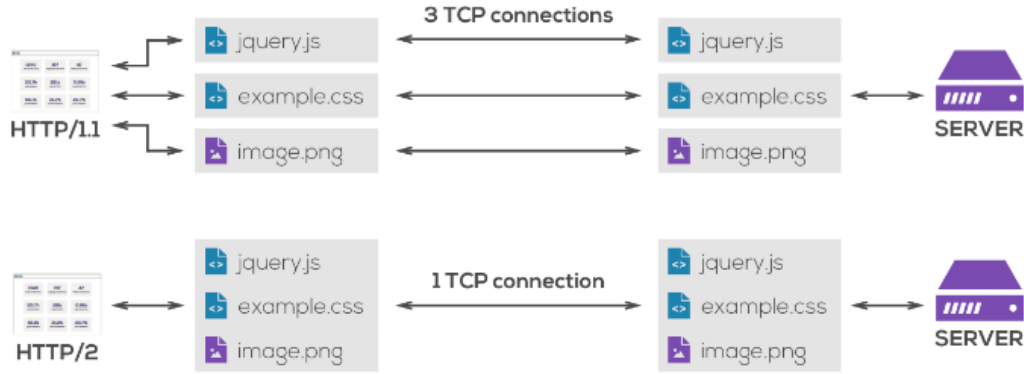 3 TCP connections
jquery.js jquery.js
example.css example.css
HTTP/1.1 SERVER
image.png image.png
jquery.js jquery.js
1 TCP connection
example.css example.css
HTTP/2 SERVER
image.png image.png